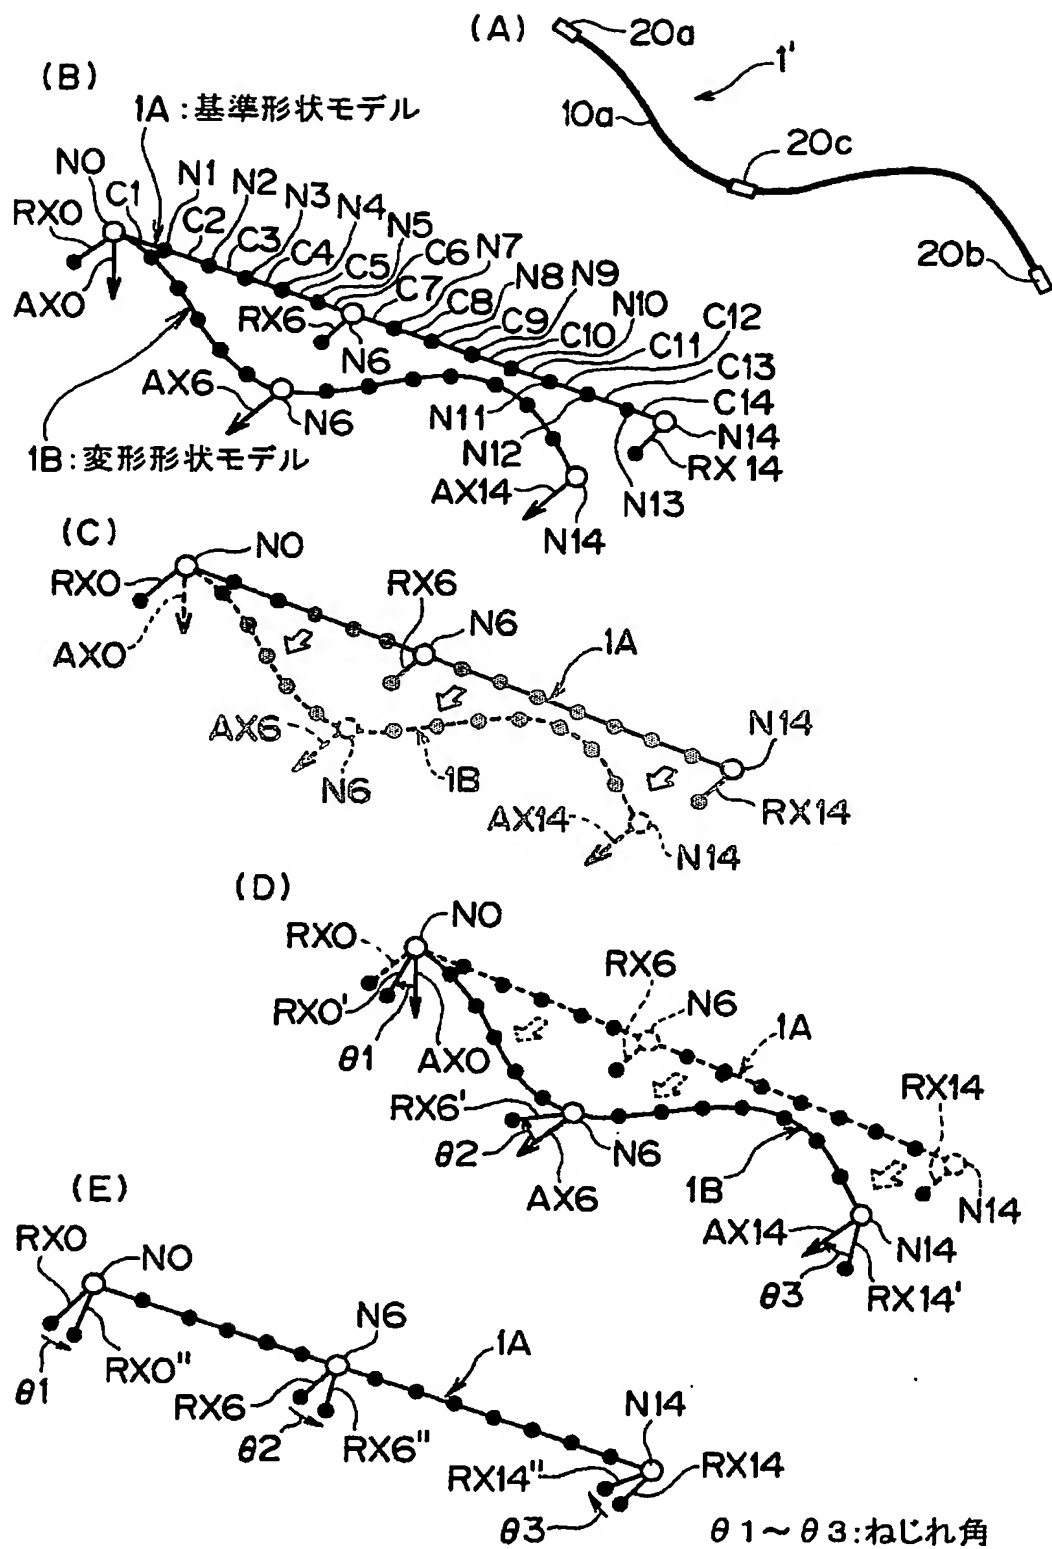 (A)
20a
1'
10a
20c
20b
(B)
1A:基準形状モデル
N0
C1
N1
C2
N2
C3
N3
C4
N4
C5
N5
C6
N7
C7
N8
C8
N9
C9
N10
C10
C11
C12
C13
C14
RX0
AX0
RX6
N6
AX6
N6
N11
N12
N13
N14
RX14
AX14
N14
1B:変形形状モデル
(C)
N0
RX0
AX0
RX6
N6
1A
AX6
N6
1B
N14
RX14
AX14
N14
(D)
N0
RX0
RX0'
θ1
AX0
RX6
N6
1A
RX6'
θ2
N6
AX6
1B
RX14
N14
AX14
N14
θ3
RX14'
(E)
RX0
N0
θ1
RX0"
N6
1A
RX6
θ2
RX6"
N14
RX14"
RX14
θ3
θ1~θ3:ねじれ角